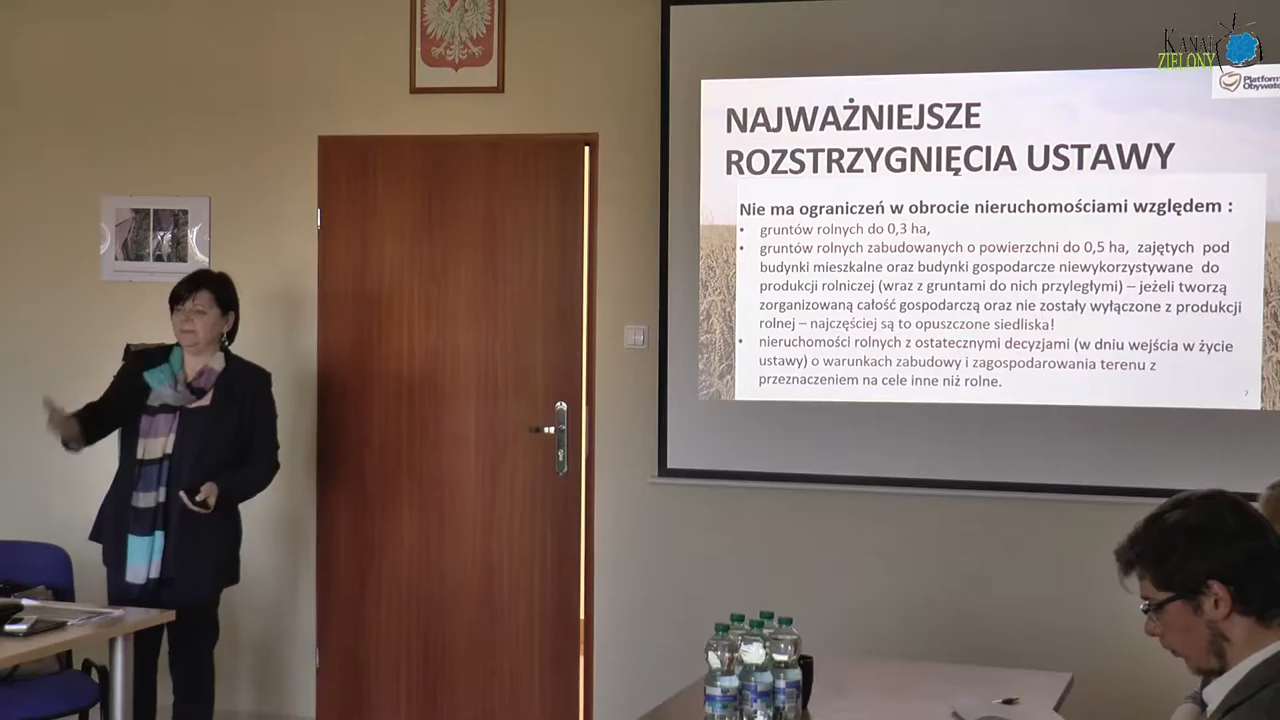 KANAŁ
ZIELONY
Platform
Obywate
NAJWAŻNIEJSZE
ROZSTRZYGNIĘCIA USTAWY
Nie ma ograniczeń w obrocie nieruchomościami względem :
• gruntów rolnych do 0,3 ha,
• gruntów rolnych zabudowanych o powierzchni do 0,5 ha, zajętych pod
budynki mieszkalne oraz budynki gospodarcze niewykorzystywane do
produkcji rolniczej (wraz z gruntami do nich przyległymi) – jeżeli tworzą
zorganizowaną całość gospodarczą oraz nie zostały wyłączone z produkcji
rolnej – najczęściej są to opuszczone siedliska!
• nieruchomości rolnych z ostatecznymi decyzjami (w dniu wejścia w życie
ustawy) o warunkach zabudowy i zagospodarowania terenu z
przeznaczeniem na cele inne niż rolne.
7